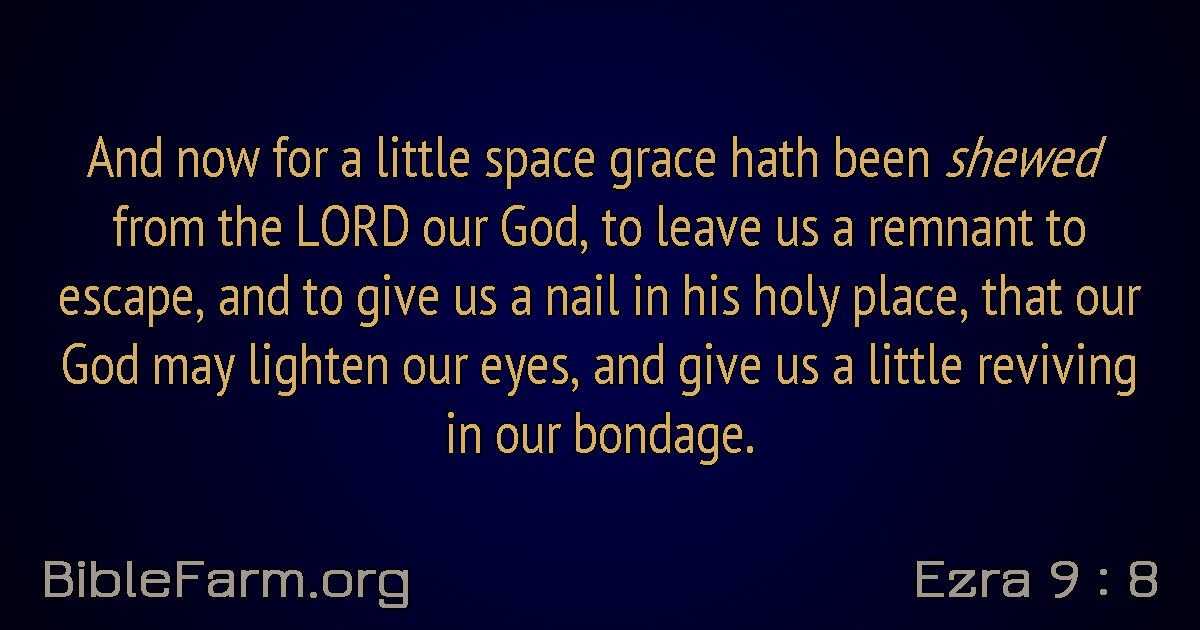 And now for a little space grace hath been shewed
from the LORD our God, to leave us a remnant to
escape, and to give us a nail in his holy place, that our
God may lighten our eyes, and give us a little reviving
in our bondage.
BibleFarm.org
Ezra 9 : 8